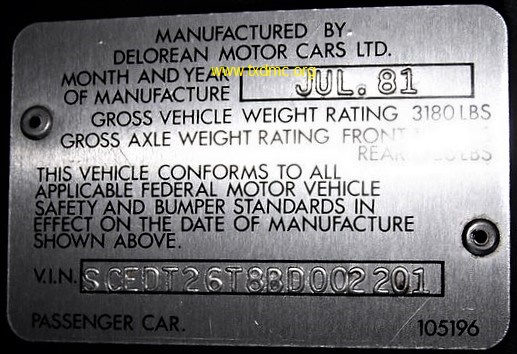 MANUFACTURED BY
DELOREAN MOTOR CARS LTD.
www.txdmc.org
MONTH AND YEAR
OF MANUFACTURE JUL. 81
GROSS VEHICLE WEIGHT RATING 3180 LBS
GROSS AXLE WEIGHT RATING FRONT
REAR LBS
THIS VEHICLE CONFORMS TO ALL
APPLICABLE FEDERAL MOTOR VEHICLE
SAFETY AND BUMPER STANDARDS IN
EFFECT ON THE DATE OF MANUFACTURE
SHOWN ABOVE.
V.I.N. SCEDT26T8BD002201
PASSENGER CAR. 105196